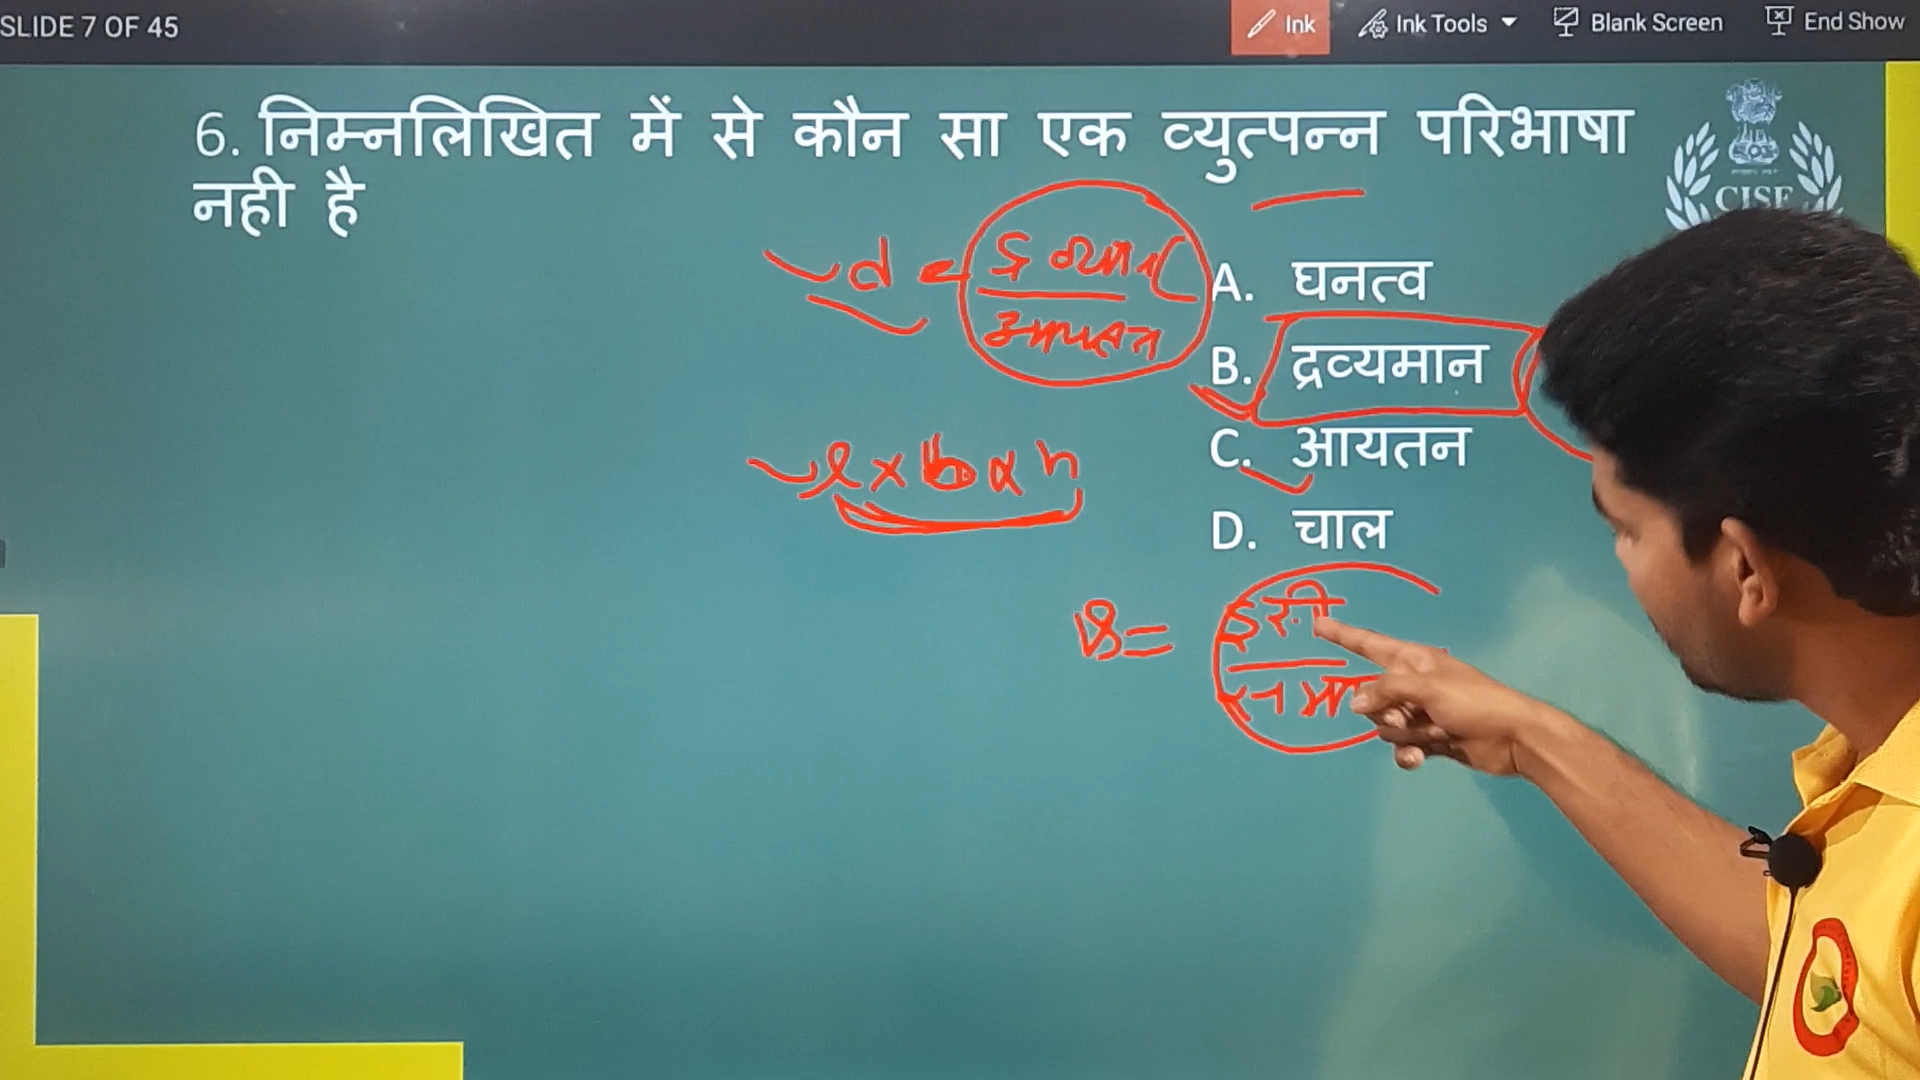 SLIDE 7 OF 45
Ink
Ink Tools
Blank Screen
End Show
6. निम्नलिखित में से कौन सा एक व्युत्पन्न परिभाषा
नही है
CISF
d =
द्रव्यमान
आयतन
A. घनत्व
B. द्रव्यमान
C. आयतन
l x b x h
D. चाल